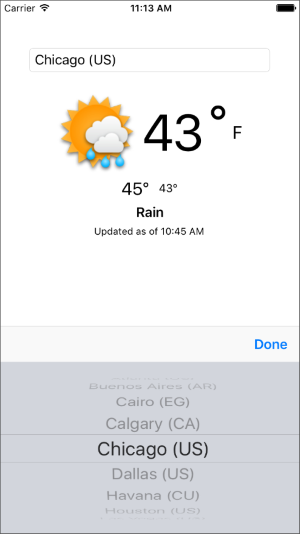 Carrier 11:13 AM
Chicago (US)
43° F
45° 43°
Rain
Updated as of 10:45 AM
Done
Buenos Aires (AR)
Cairo (EG)
Calgary (CA)
Chicago (US)
Dallas (US)
Havana (CU)
Houston (US)